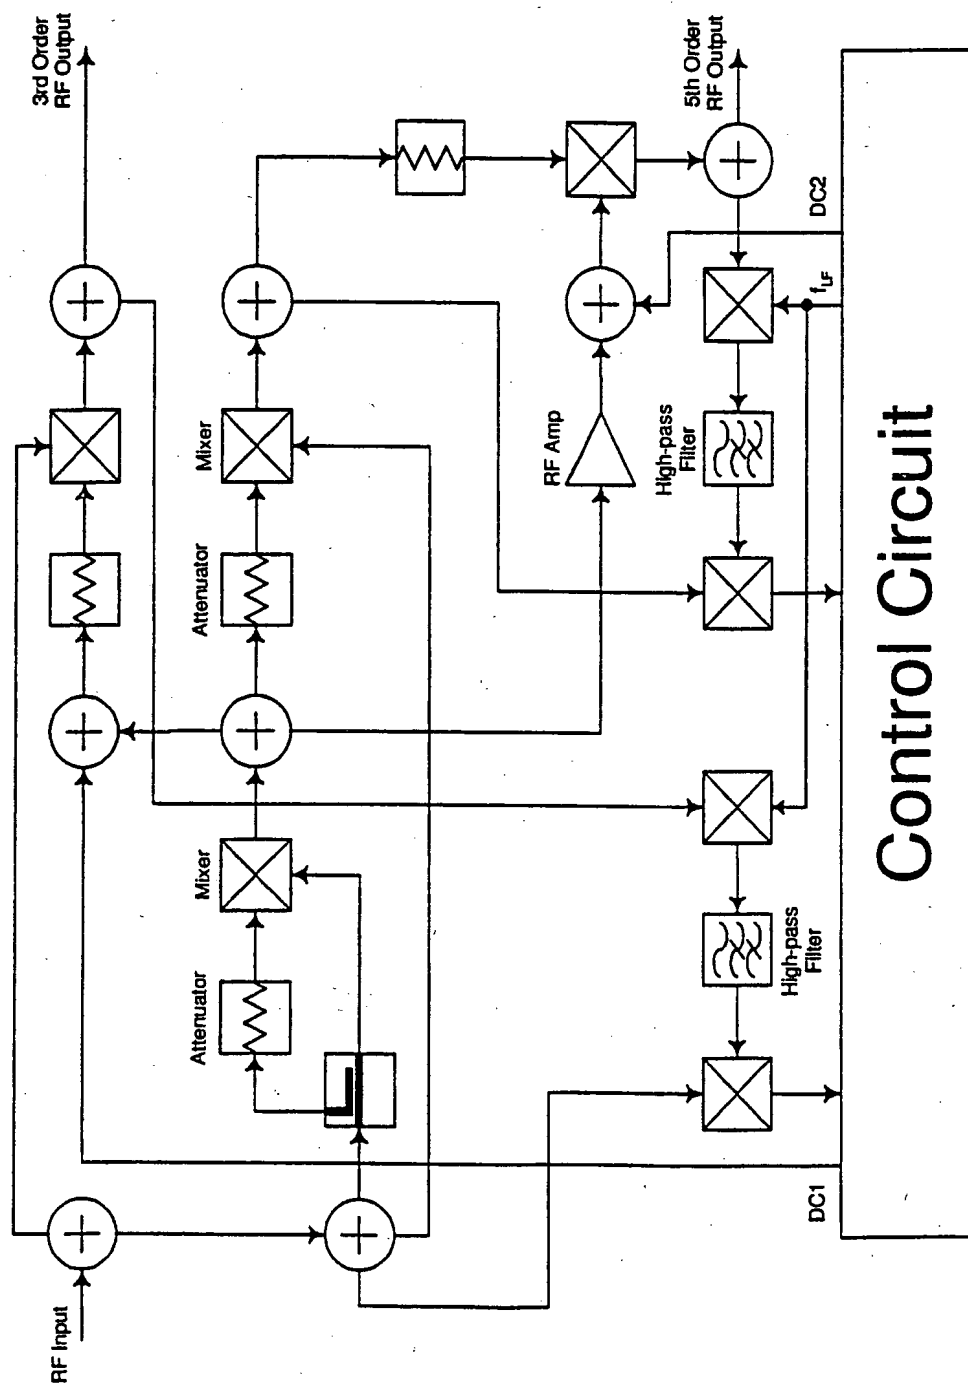 3rd Order
RF Output
Mixer
Attenuator
Mixer
Attenuator
RF Input
RF Amp
5th Order
RF Output
High-pass
Filter
High-pass
Filter
DC2
fLF
DC1
Control Circuit